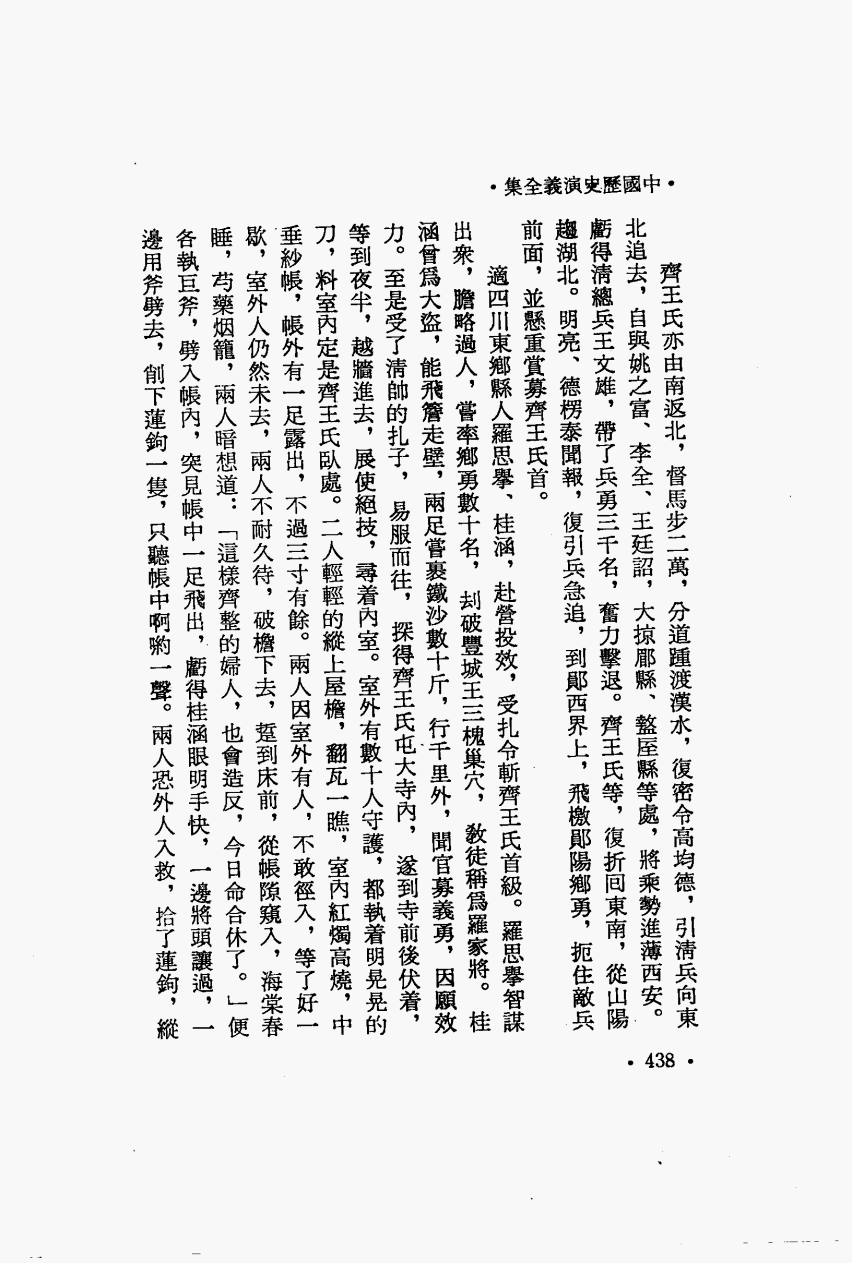 •中國歷史演義全集•
齊王氏亦由南返北，督馬步二萬，分道踵渡漢水，復密令高均德，引清兵向東
北追去，自與姚之富、李全、王廷詔，大掠郿縣、盩厔縣等處，將乘勢進薄西安。
虧得清總兵王文雄，帶了兵勇三千名，奮力擊退。齊王氏等，復折回東南，從山陽
趨湖北。明亮、德楞泰聞報，復引兵急追，到鄖西界上，飛檄鄖陽鄉勇，扼住敵兵
前面，並懸重賞募齊王氏首。
適四川東鄉縣人羅思舉、桂涵，赴營投效，受扎令斬齊王氏首級。羅思舉智謀
出衆，膽略過人，嘗率鄉勇數十名，刦破豐城王三槐巢穴，敎徒稱爲羅家將。桂
涵曾爲大盜，能飛簷走壁，兩足嘗裹鐵沙數十斤，行千里外，聞官募義勇，因願效
力。至是受了清帥的扎子，易服而往，探得齊王氏屯大寺內，遂到寺前後伏着，
等到夜半，越牆進去，展使絕技，尋着內室。室外有數十人守護，都執着明晃晃的
刀，料室內定是齊王氏臥處。二人輕輕的縱上屋檐，翻瓦一瞧，室內紅燭高燒，中
垂紗帳，帳外有一足露出，不過三寸有餘。兩人因室外有人，不敢徑入，等了好一
歇，室外人仍然未去，兩人不耐久待，破檐下去，踅到床前，從帳隙窺入，海棠春
睡，芍藥烟籠，兩人暗想道：「這樣齊整的婦人，也會造反，今日命合休了。」便
各執巨斧，劈入帳內，突見帳中一足飛出，虧得桂涵眼明手快，一邊將頭讓過，一
邊用斧劈去，削下蓮鉤一隻，只聽帳中啊喲一聲。兩人恐外人入救，拾了蓮鉤，縱
•438•